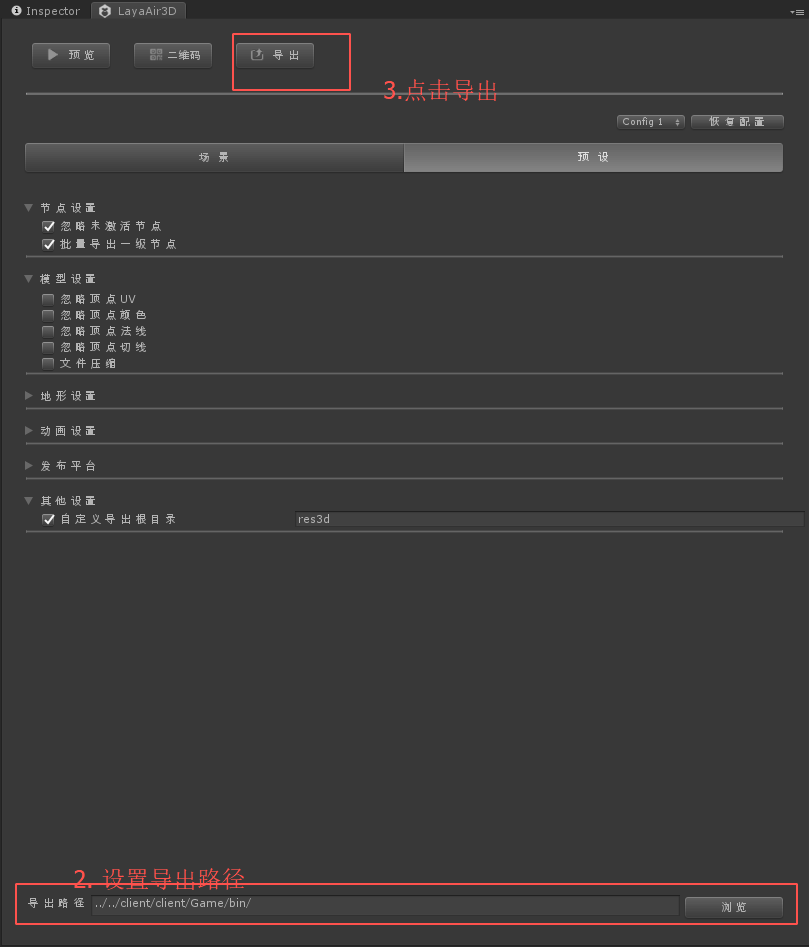 Inspector LayaAir3D
预览 二维码 导出
3.点击导出
Config 1 恢复配置
场景 预设
节点设置
忽略未激活节点
批量导出一级节点
模型设置
忽略顶点UV
忽略顶点颜色
忽略顶点法线
忽略顶点切线
文件压缩
地形设置
动画设置
发布平台
其他设置
自定义导出根目录 res3d
2. 设置导出路径
导出路径 ../../client/client/Game/bin/ 浏览